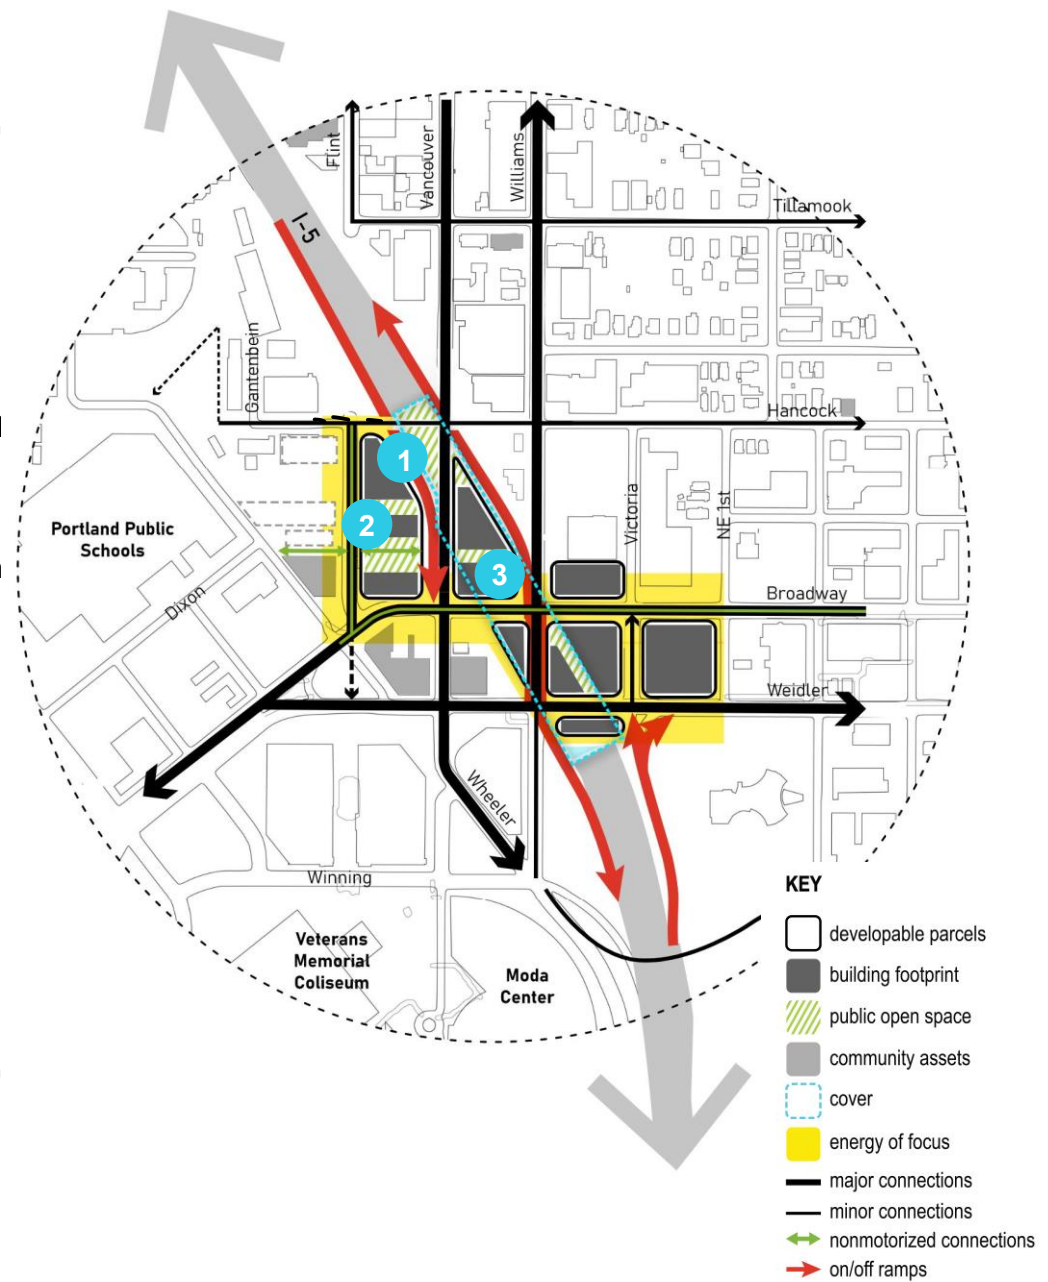 Flint
Vancouver
Williams
Tillamook
I-5
Gantenbein
Hancock
1
Portland Public
Schools
2
Victoria
NE 1st
3
Dixon
Broadway
Weidler
Wheeler
Winning
Veterans
Memorial
Coliseum
Moda
Center
KEY
developable parcels
building footprint
public open space
community assets
cover
energy of focus
major connections
minor connections
nonmotorized connections
on/off ramps